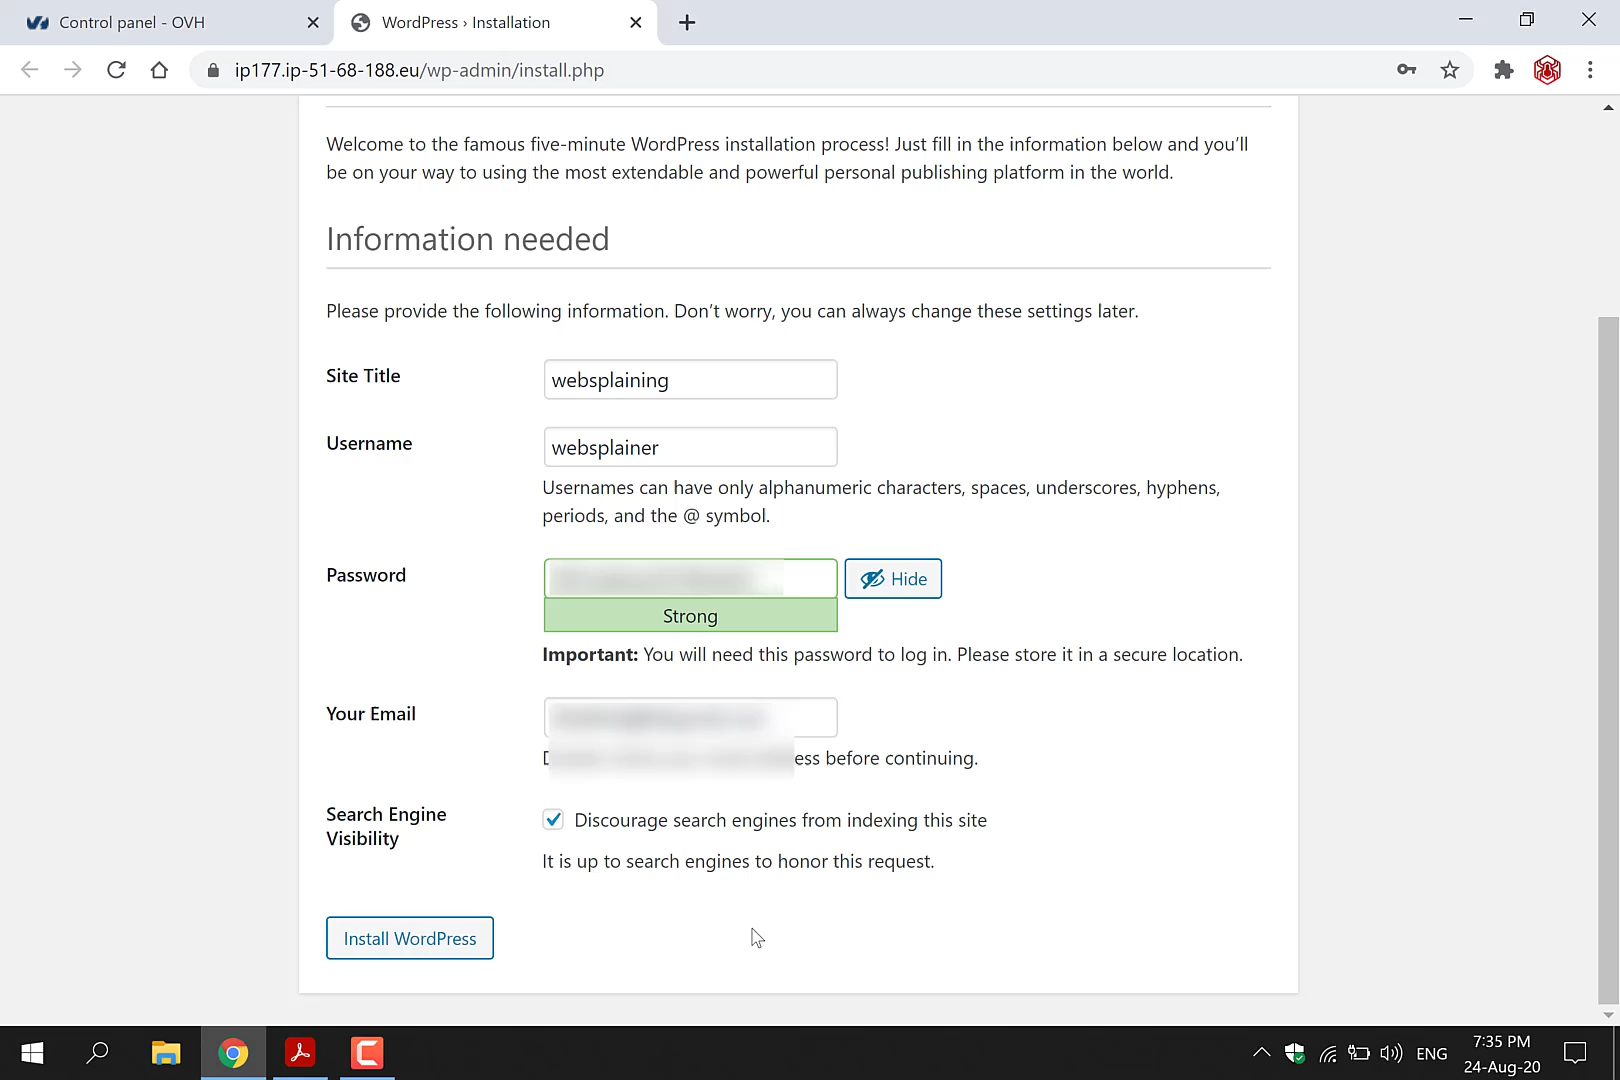 Control panel - OVH
WordPress › Installation
ip177.ip-51-68-188.eu/wp-admin/install.php
Welcome to the famous five-minute WordPress installation process! Just fill in the information below and you’ll
be on your way to using the most extendable and powerful personal publishing platform in the world.
Information needed
Please provide the following information. Don’t worry, you can always change these settings later.
Site Title
websplaining
Username
websplainer
Usernames can have only alphanumeric characters, spaces, underscores, hyphens,
periods, and the @ symbol.
Password
Hide
Strong
Important: You will need this password to log in. Please store it in a secure location.
Your Email
before continuing.
Search Engine
Visibility
Discourage search engines from indexing this site
It is up to search engines to honor this request.
Install WordPress
ENG
7:35 PM
24-Aug-20